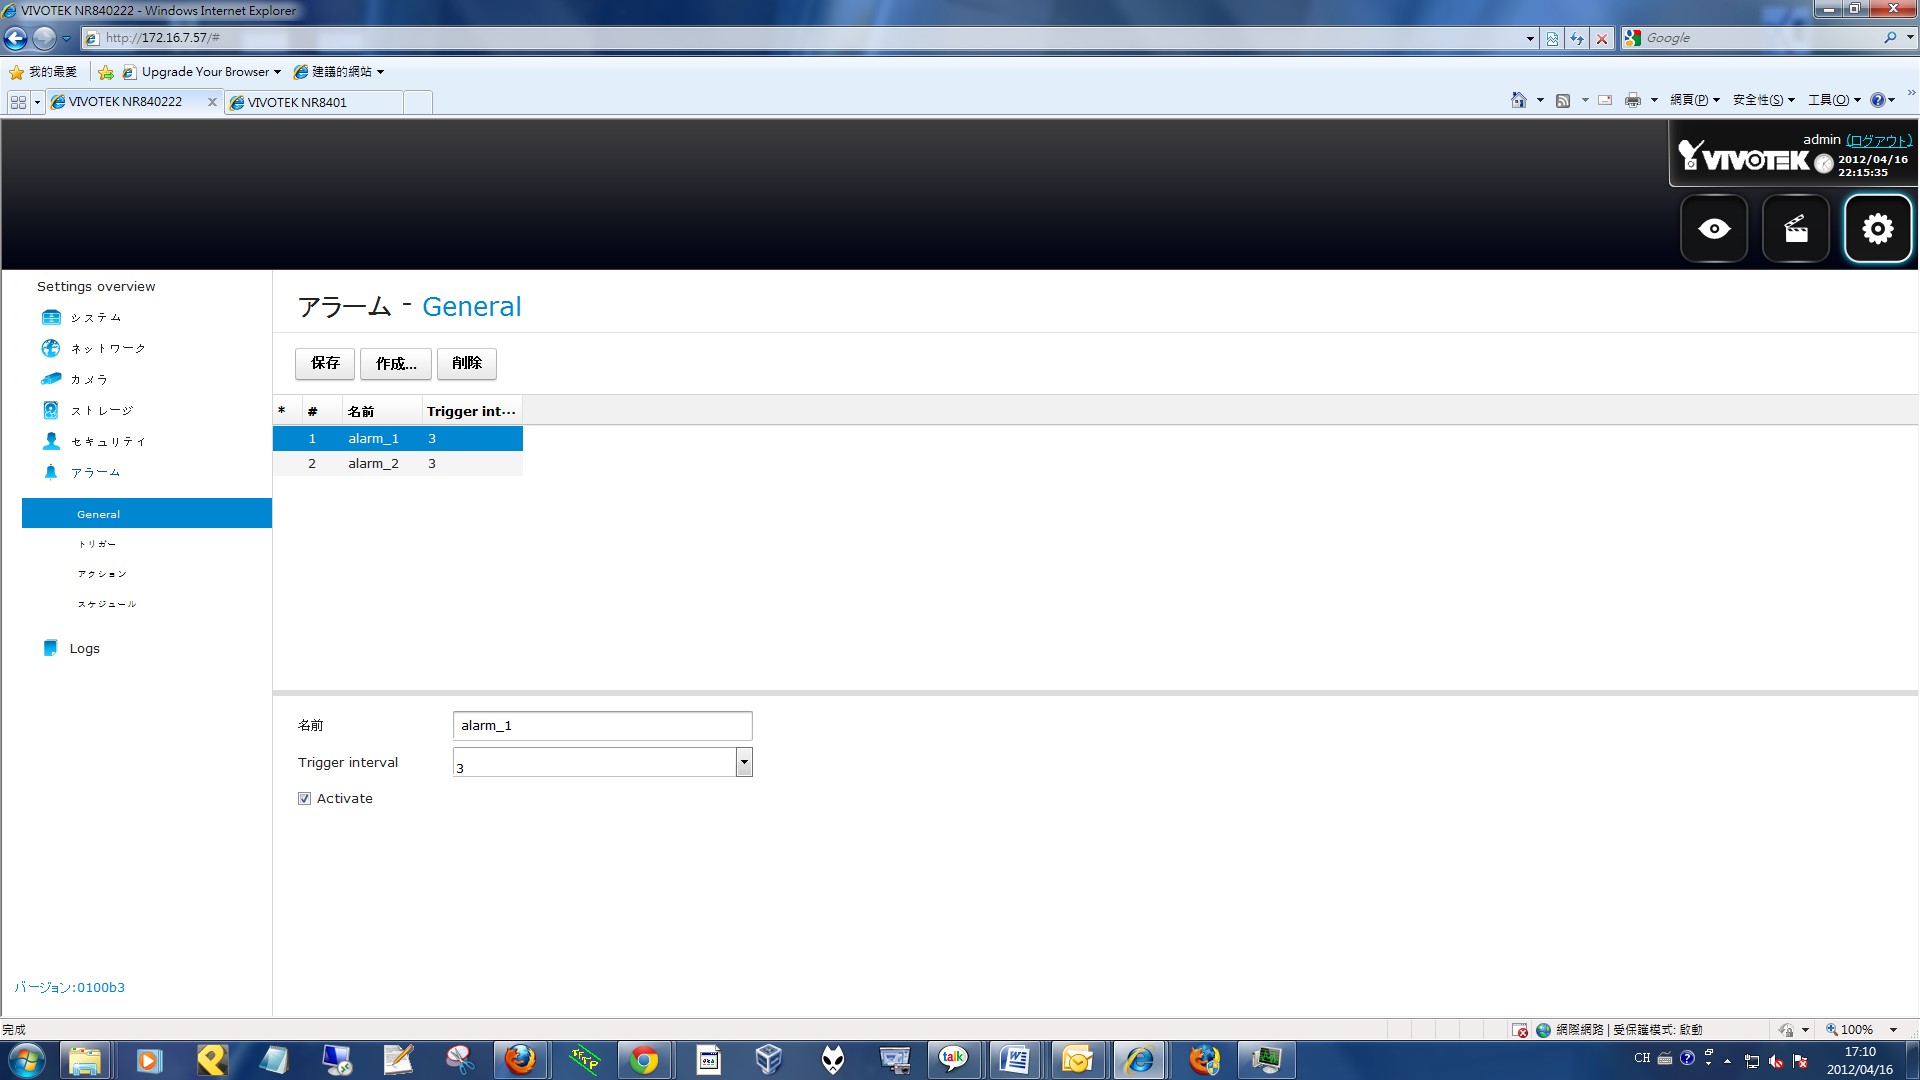 VIVOTEK NR840222 - Windows Internet Explorer
http://172.16.7.57/#
Google
我的最愛 Upgrade Your Browser 建議的網站
VIVOTEK NR840222 VIVOTEK NR8401
網頁(P) 安全性(S) 工具(O)
admin (ログアウト)
VIVOTEK
2012/04/16
22:15:35
Settings overview
システム
ネットワーク
カメラ
ストレージ
セキュリティ
アラーム
General
トリガー
アクション
スケジュール
Logs
バージョン:0100b3
アラーム - General
保存 作成... 削除
* # 名前 Trigger int...
1 alarm_1 3
2 alarm_2 3
名前 alarm_1
Trigger interval 3
Activate
完成
網際網路 | 受保護模式: 啟動
100%
talk
CH
17:10
2012/04/16